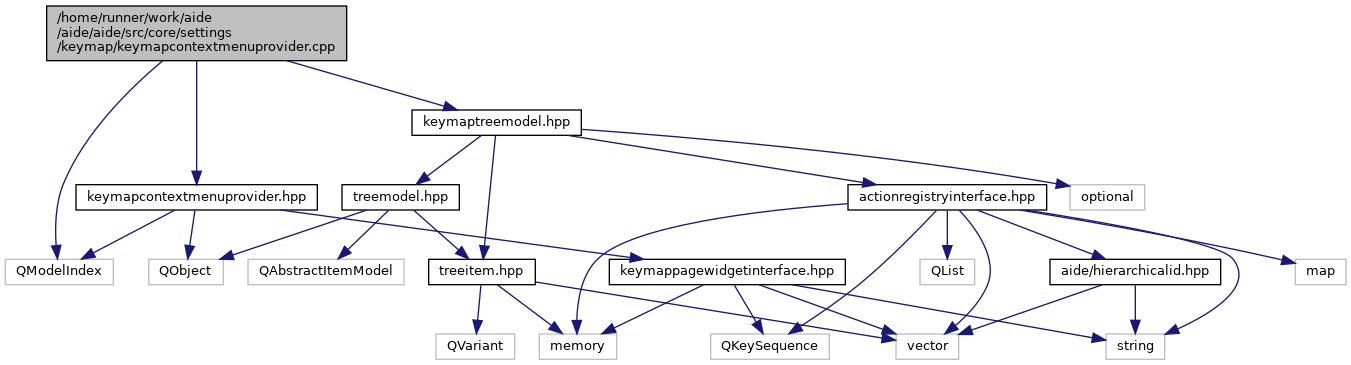 /home/runner/work/aide
/aide/aide/src/core/settings
/keymap/keymapcontextmenuprovider.cpp
keymaptreemodel.hpp
keymapcontextmenuprovider.hpp
treemodel.hpp
actionregistryinterface.hpp
optional
QModelIndex
QObject
QAbstractItemModel
treeitem.hpp
keymappagewidgetinterface.hpp
QList
aide/hierarchicalid.hpp
map
QVariant
memory
QKeySequence
vector
string